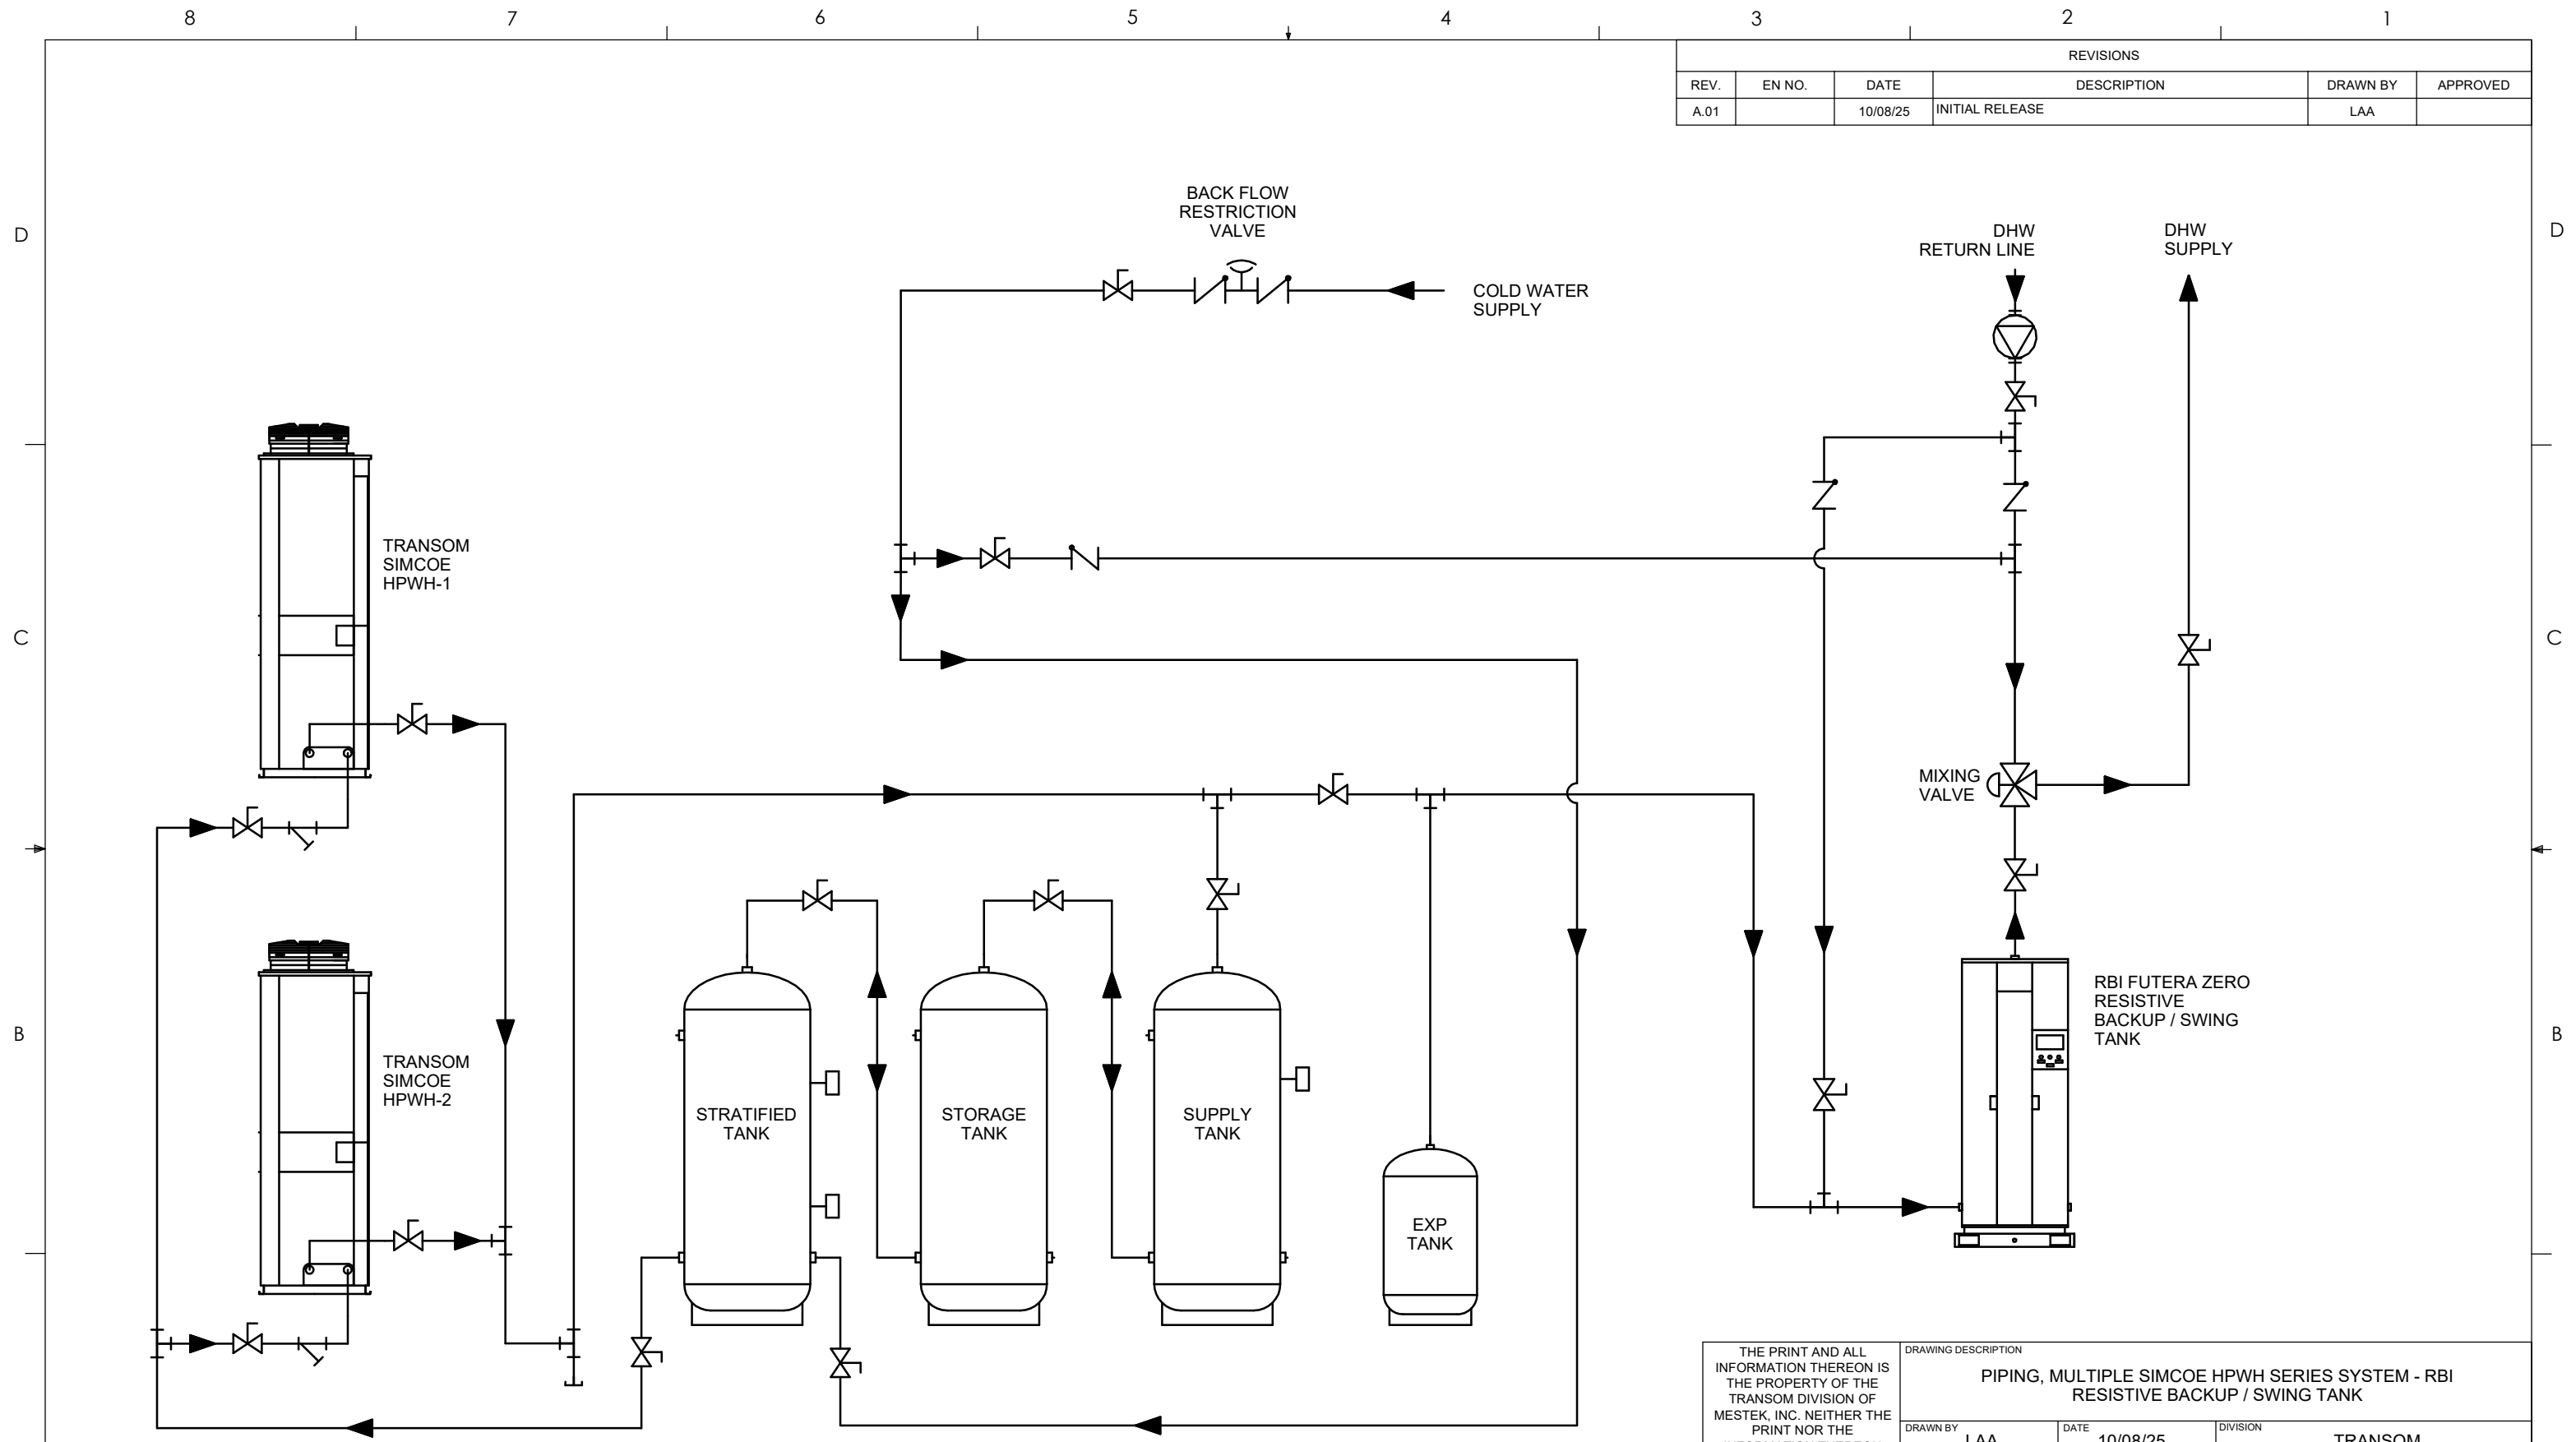 8 7 6 5 4 3 2 1
REVISIONS
REV. EN NO. DATE DESCRIPTION DRAWN BY APPROVED
A.01 10/08/25 INITIAL RELEASE LAA
BACK FLOW
RESTRICTION
VALVE
COLD WATER
SUPPLY
DHW
RETURN LINE
DHW
SUPPLY
D D
TRANSOM
SIMCOE
HPWH-1
C C
MIXING
VALVE
TRANSOM
SIMCOE
HPWH-2
B B
STRATIFIED
TANK
STORAGE
TANK
SUPPLY
TANK
EXP
TANK
RBI FUTERA ZERO
RESISTIVE
BACKUP / SWING
TANK
THE PRINT AND ALL
INFORMATION THEREON IS
THE PROPERTY OF THE
TRANSOM DIVISION OF
MESTEK, INC. NEITHER THE
PRINT NOR THE
DRAWING DESCRIPTION
PIPING, MULTIPLE SIMCOE HPWH SERIES SYSTEM - RBI
RESISTIVE BACKUP / SWING TANK
DRAWN BY DATE DIVISION
LAA 10/08/25 TRANSOM